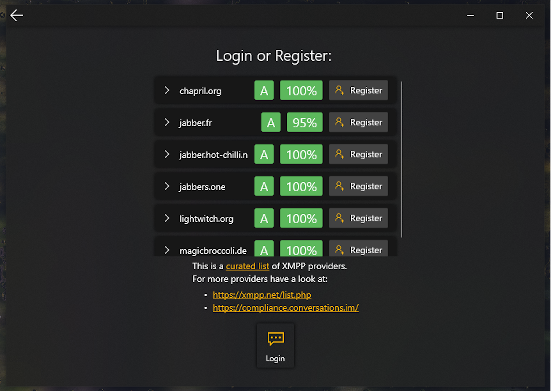 Login or Register:
chapril.org A 100% Register
jabber.fr A 95% Register
jabber.hot-chilli.n A 100% Register
jabbers.one A 100% Register
lightwitch.org A 100% Register
magicbroccoli.de A 100% Register
This is a curated list of XMPP providers.
For more providers have a look at:
• https://xmpp.net/list.php
• https://compliance.conversations.im/
Login